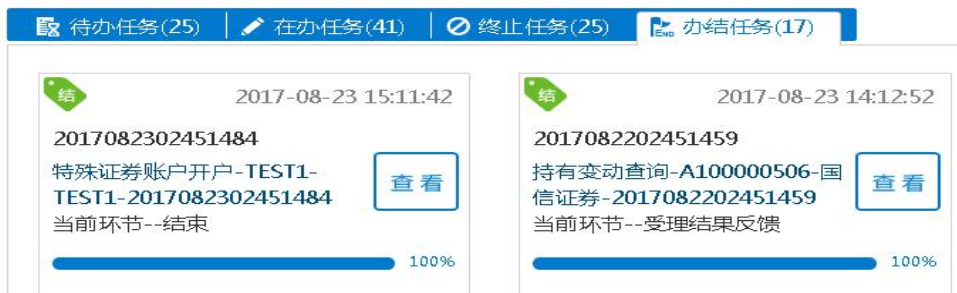 待办任务(25) 在办任务(41) 终止任务(25) END 办结任务(17)
结 2017-08-23 15:11:42
2017082302451484
特殊证券账户开户-TEST1-
TEST1-2017082302451484
查看
当前环节--结束
100%
结 2017-08-23 14:12:52
2017082202451459
持有变动查询-A100000506-国
信证券-2017082202451459
查看
当前环节--受理结果反馈
100%